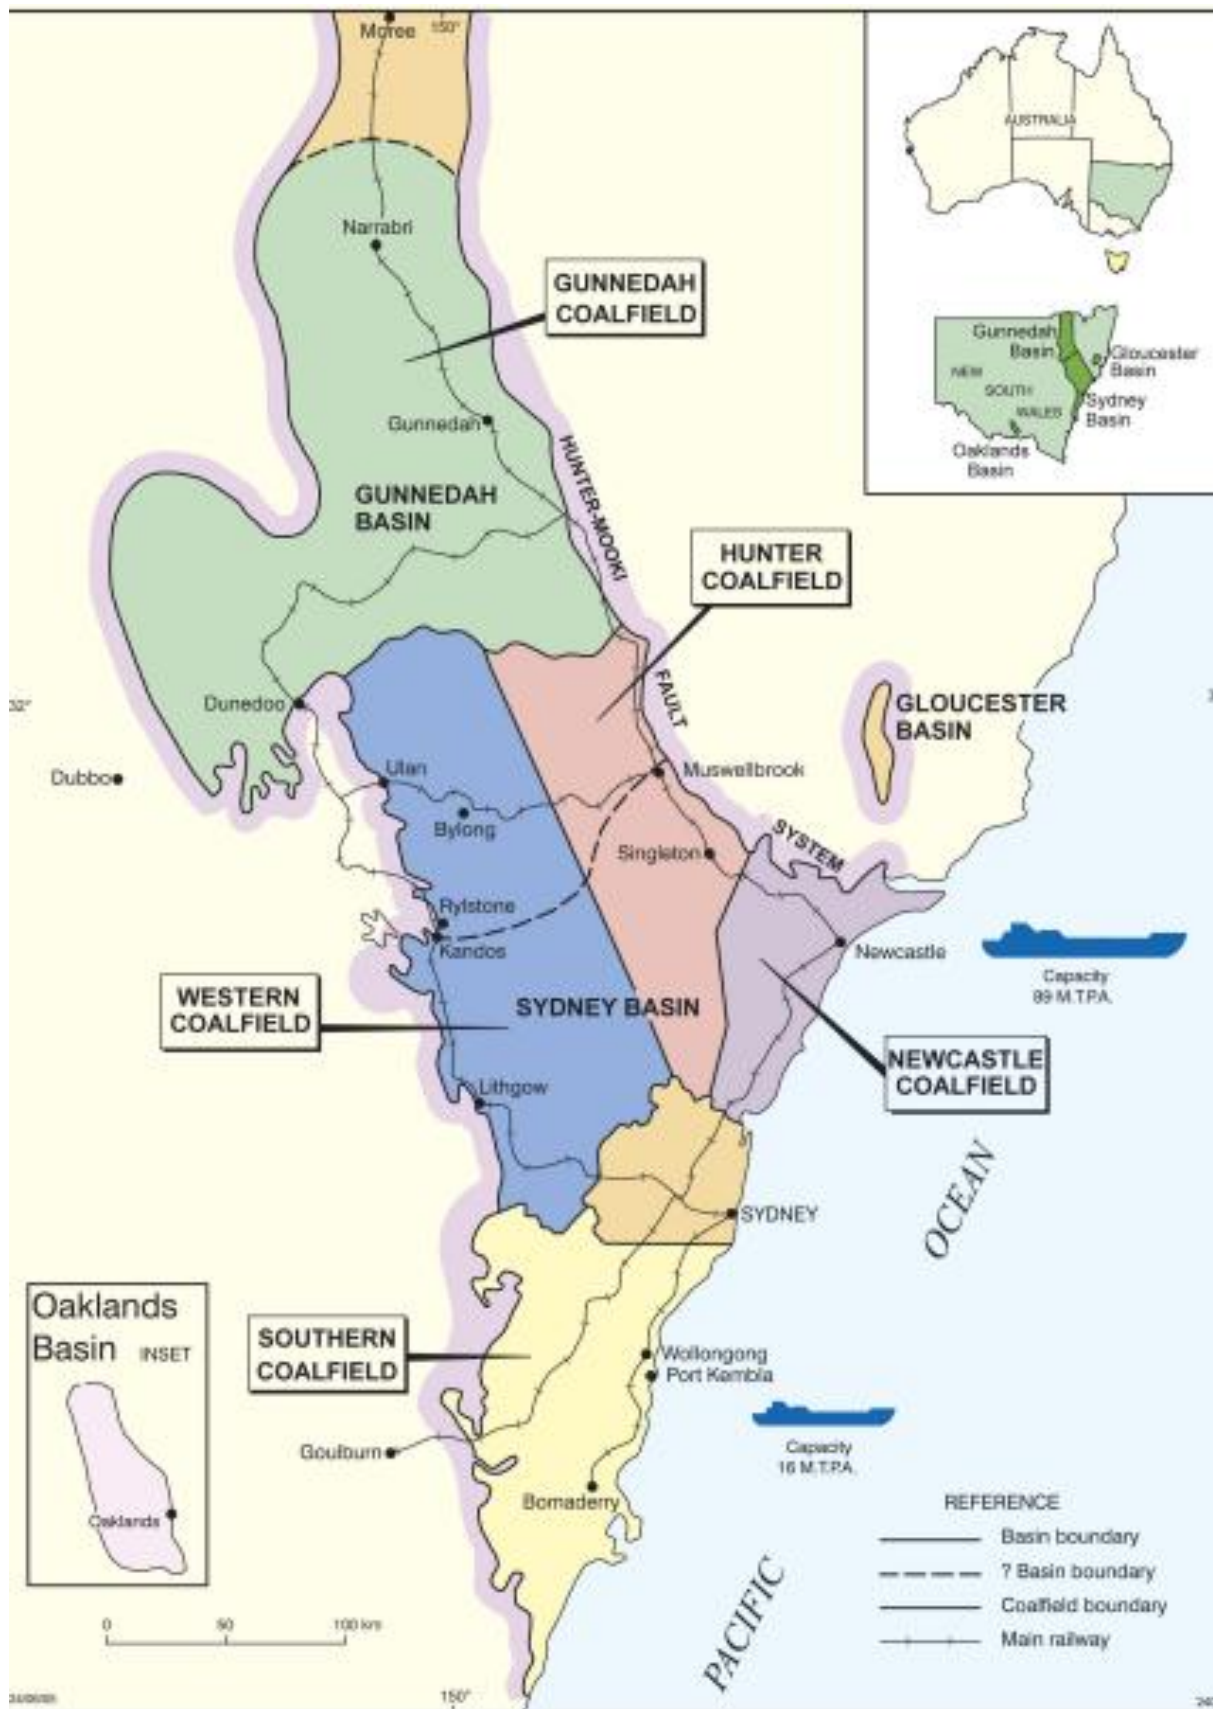 Moree
150°
AUSTRALIA
Gunnedah
Basin
Gloucester
Basin
NEW
SOUTH
WALES
Sydney
Basin
Oaklands
Basin
Narrabri
GUNNEDAH
COALFIELD
Gunnedah
HUNTER-MOOKI
GUNNEDAH
BASIN
HUNTER
COALFIELD
FAULT
32°
Dunedoo
GLOUCESTER
BASIN
Dubbo
Ulan
Muswellbrook
Bylong
SYSTEM
Singleton
Rylstone
Kandos
Newcastle
Capacity
89 M.T.P.A.
WESTERN
COALFIELD
SYDNEY BASIN
NEWCASTLE
COALFIELD
Lithgow
OCEAN
SYDNEY
Oaklands
Basin INSET
SOUTHERN
COALFIELD
Wollongong
Port Kembla
Capacity
16 M.T.P.A.
Goulburn
Bomaderry
Oaklands
REFERENCE
Basin boundary
? Basin boundary
Coalfield boundary
Main railway
0 50 100 km
PACIFIC
150°